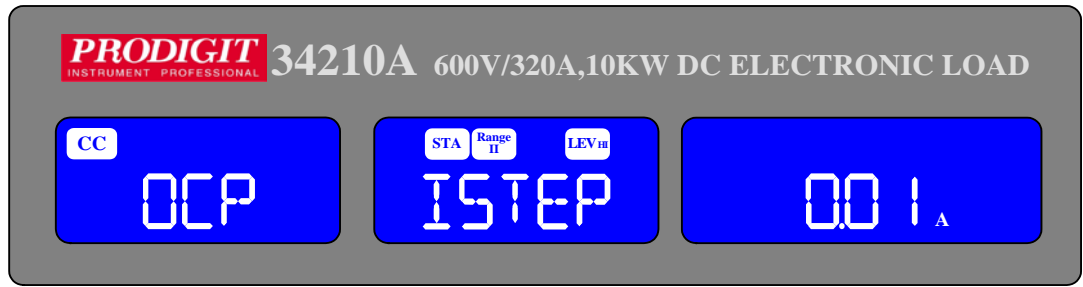 PRODIGIT 34210A 600V/320A,10KW DC ELECTRONIC LOAD
INSTRUMENT PROFESSIONAL
CC STA Range II LEV HI
OCP ISTEP 0.01 A